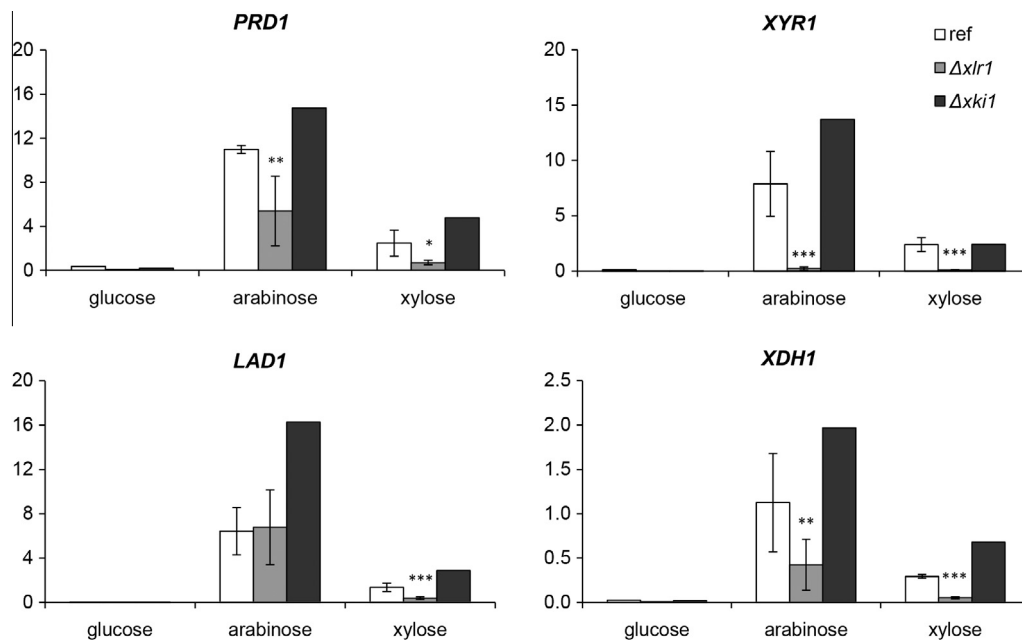 PRD1
20
16
12
8
4
0
**
*
glucose arabinose xylose
XYR1
ref
Δxlr1
Δxki1
20
15
10
5
0
***
***
glucose arabinose xylose
LAD1
20
16
12
8
4
0
***
glucose arabinose xylose
XDH1
2.5
2.0
1.5
1.0
0.5
0.0
**
***
glucose arabinose xylose